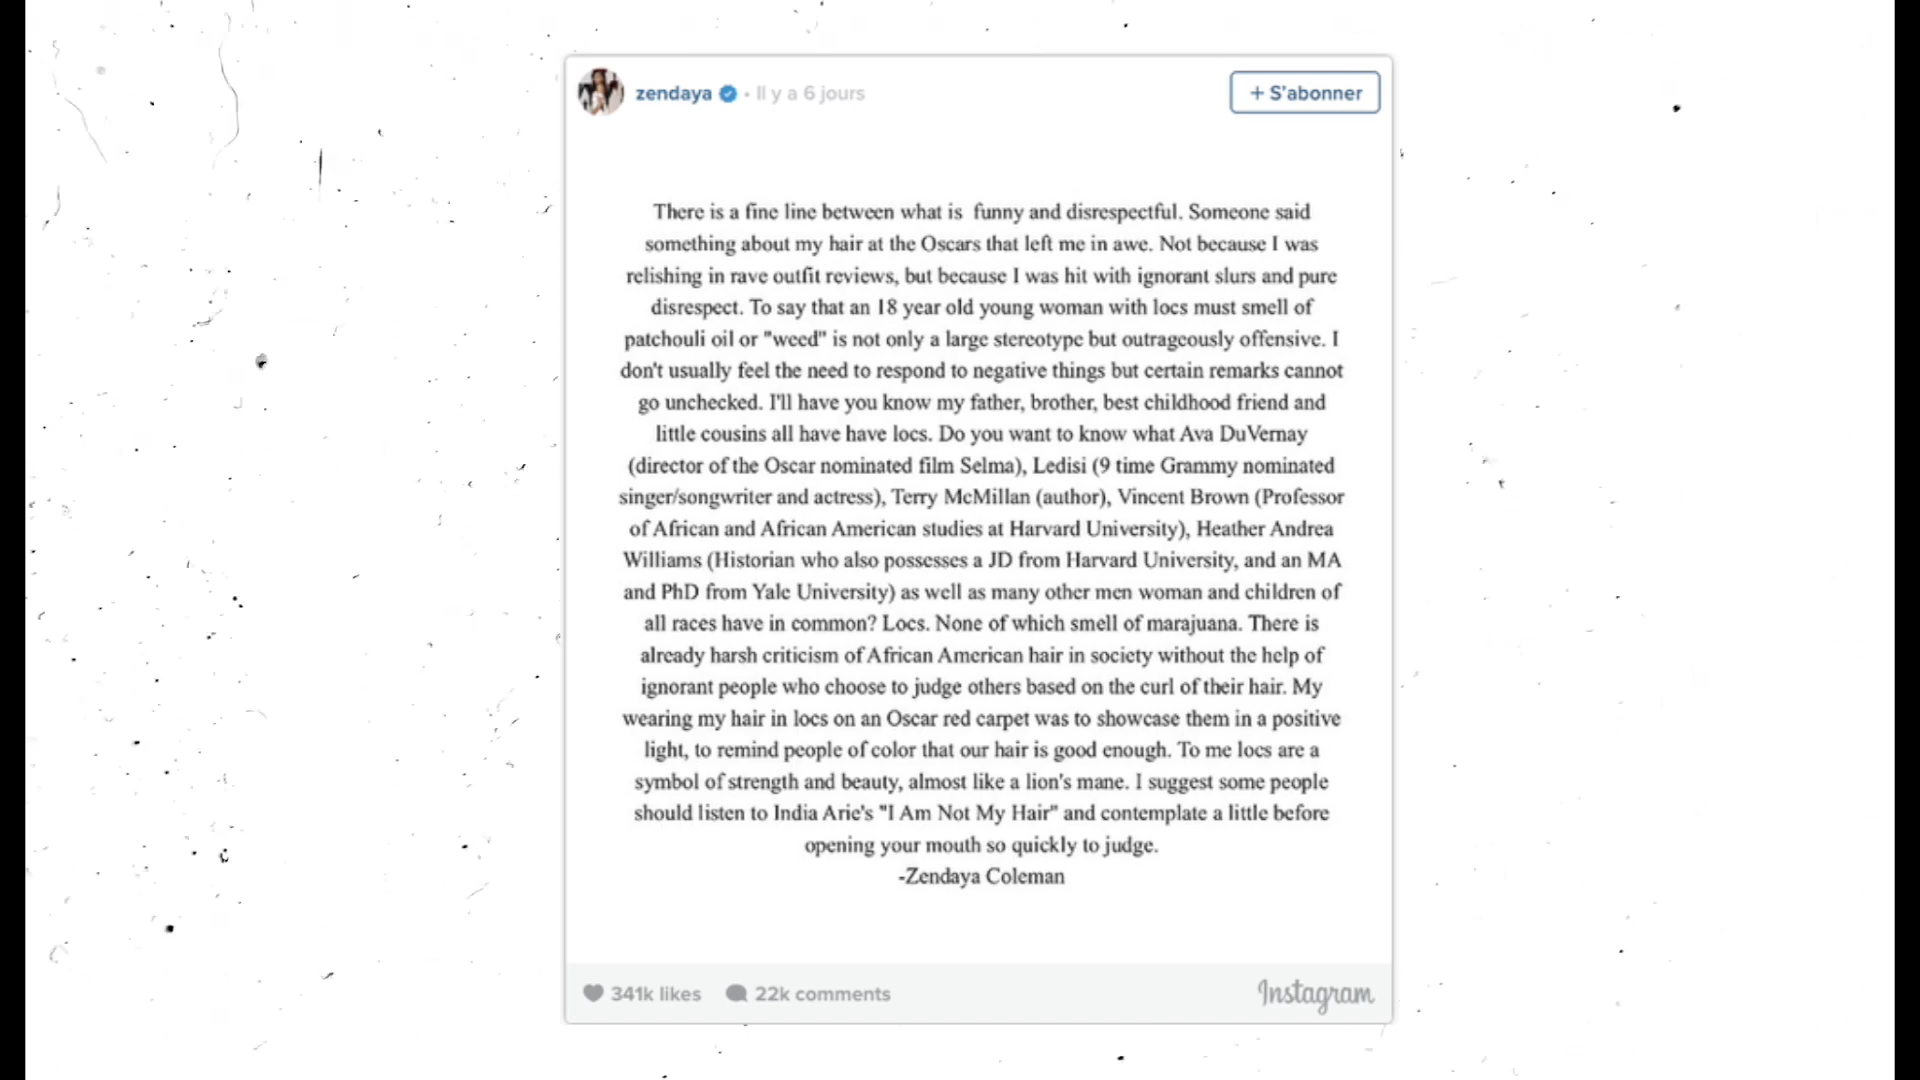 zendaya • Il y a 6 jours
+ S'abonner
There is a fine line between what is funny and disrespectful. Someone said
something about my hair at the Oscars that left me in awe. Not because I was
relishing in rave outfit reviews, but because I was hit with ignorant slurs and pure
disrespect. To say that an 18 year old young woman with locs must smell of
patchouli oil or "weed" is not only a large stereotype but outrageously offensive. I
don't usually feel the need to respond to negative things but certain remarks cannot
go unchecked. I'll have you know my father, brother, best childhood friend and
little cousins all have have locs. Do you want to know what Ava DuVernay
(director of the Oscar nominated film Selma), Ledisi (9 time Grammy nominated
singer/songwriter and actress), Terry McMillan (author), Vincent Brown (Professor
of African and African American studies at Harvard University), Heather Andrea
Williams (Historian who also possesses a JD from Harvard University, and an MA
and PhD from Yale University) as well as many other men woman and children of
all races have in common? Locs. None of which smell of marajuana. There is
already harsh criticism of African American hair in society without the help of
ignorant people who choose to judge others based on the curl of their hair. My
wearing my hair in locs on an Oscar red carpet was to showcase them in a positive
light, to remind people of color that our hair is good enough. To me locs are a
symbol of strength and beauty, almost like a lion's mane. I suggest some people
should listen to India Arie's "I Am Not My Hair" and contemplate a little before
opening your mouth so quickly to judge.
-Zendaya Coleman
341k likes 22k comments
Instagram